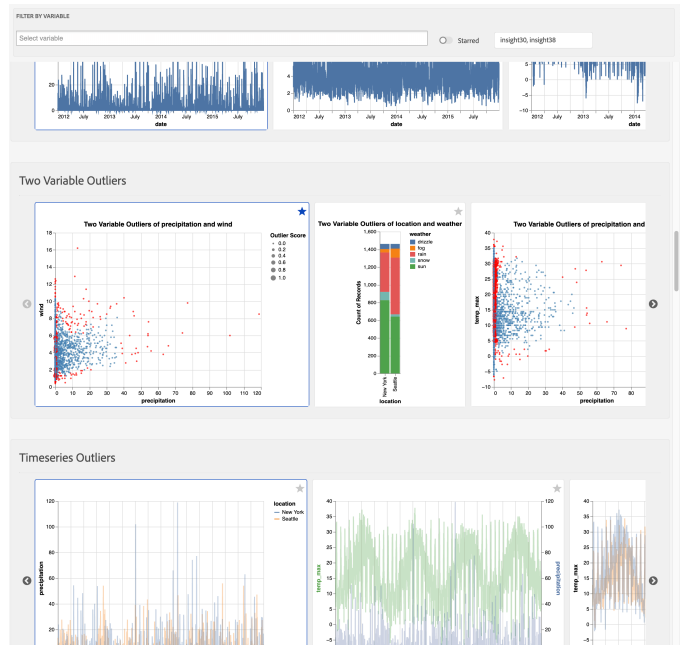 FILTER BY VARIABLE
Select variable
Starred
insight30, insight38
20
0
2012 July 2013 July 2014 July 2015 July
date
4
2
0
2012 July 2013 July 2014 July 2015 July
date
5
0
−5
−10
2012 July 2013 July 2014
date
Two Variable Outliers
Two Variable Outliers of precipitation and wind
18
16
14
12
10
8
6
4
2
0
wind
0 10 20 30 40 50 60 70 80 90 100 110 120
precipitation
Outlier Score
0.0
0.2
0.4
0.6
0.8
1.0
Two Variable Outliers of location and weather
1,600
1,400
1,200
1,000
800
600
400
200
0
Count of Records
New York
Seattle
location
weather
drizzle
fog
rain
snow
sun
Two Variable Outliers of precipitation and
40
35
30
25
20
15
10
5
0
−5
−10
temp_max
0 10 20 30 40 50 60 70 80
precipitation
Timeseries Outliers
120
100
80
60
40
20
precipitation
location
New York
Seattle
40
35
30
25
20
15
10
5
0
−5
temp_max
120
100
80
60
40
20
precipitation
40
35
30
25
20
15
10
5
0
−5
temp_max